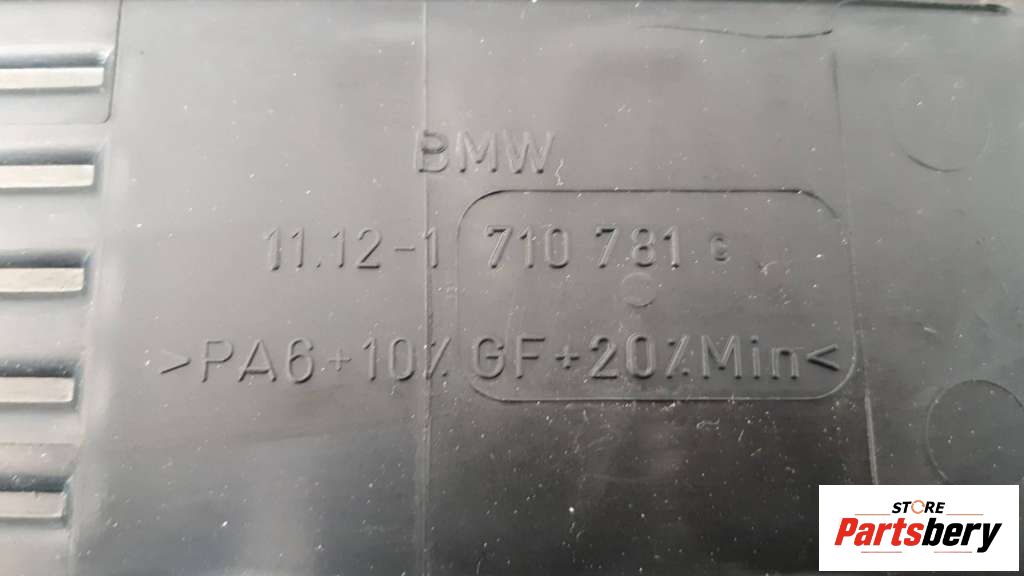 BMW
11.12-1 710 781 G
>PA6+10% GF+20%Min<
STORE
Partsbery